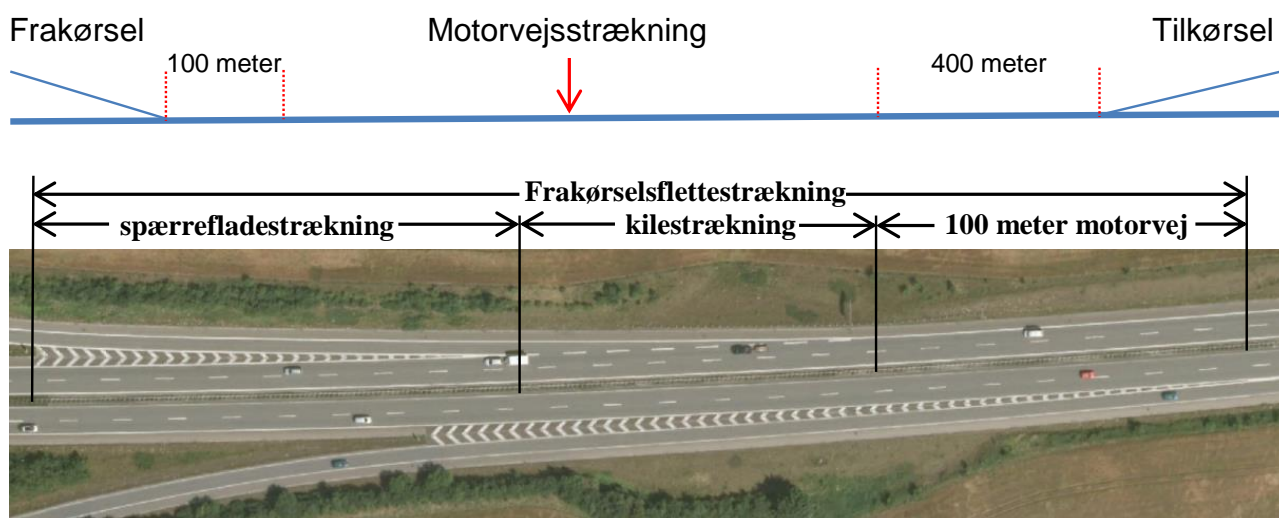 Frakørsel Motorvejsstrækning Tilkørsel
100 meter 400 meter
Frakørselsflettestrækning
spærrefladestrækning kilestrækning 100 meter motorvej